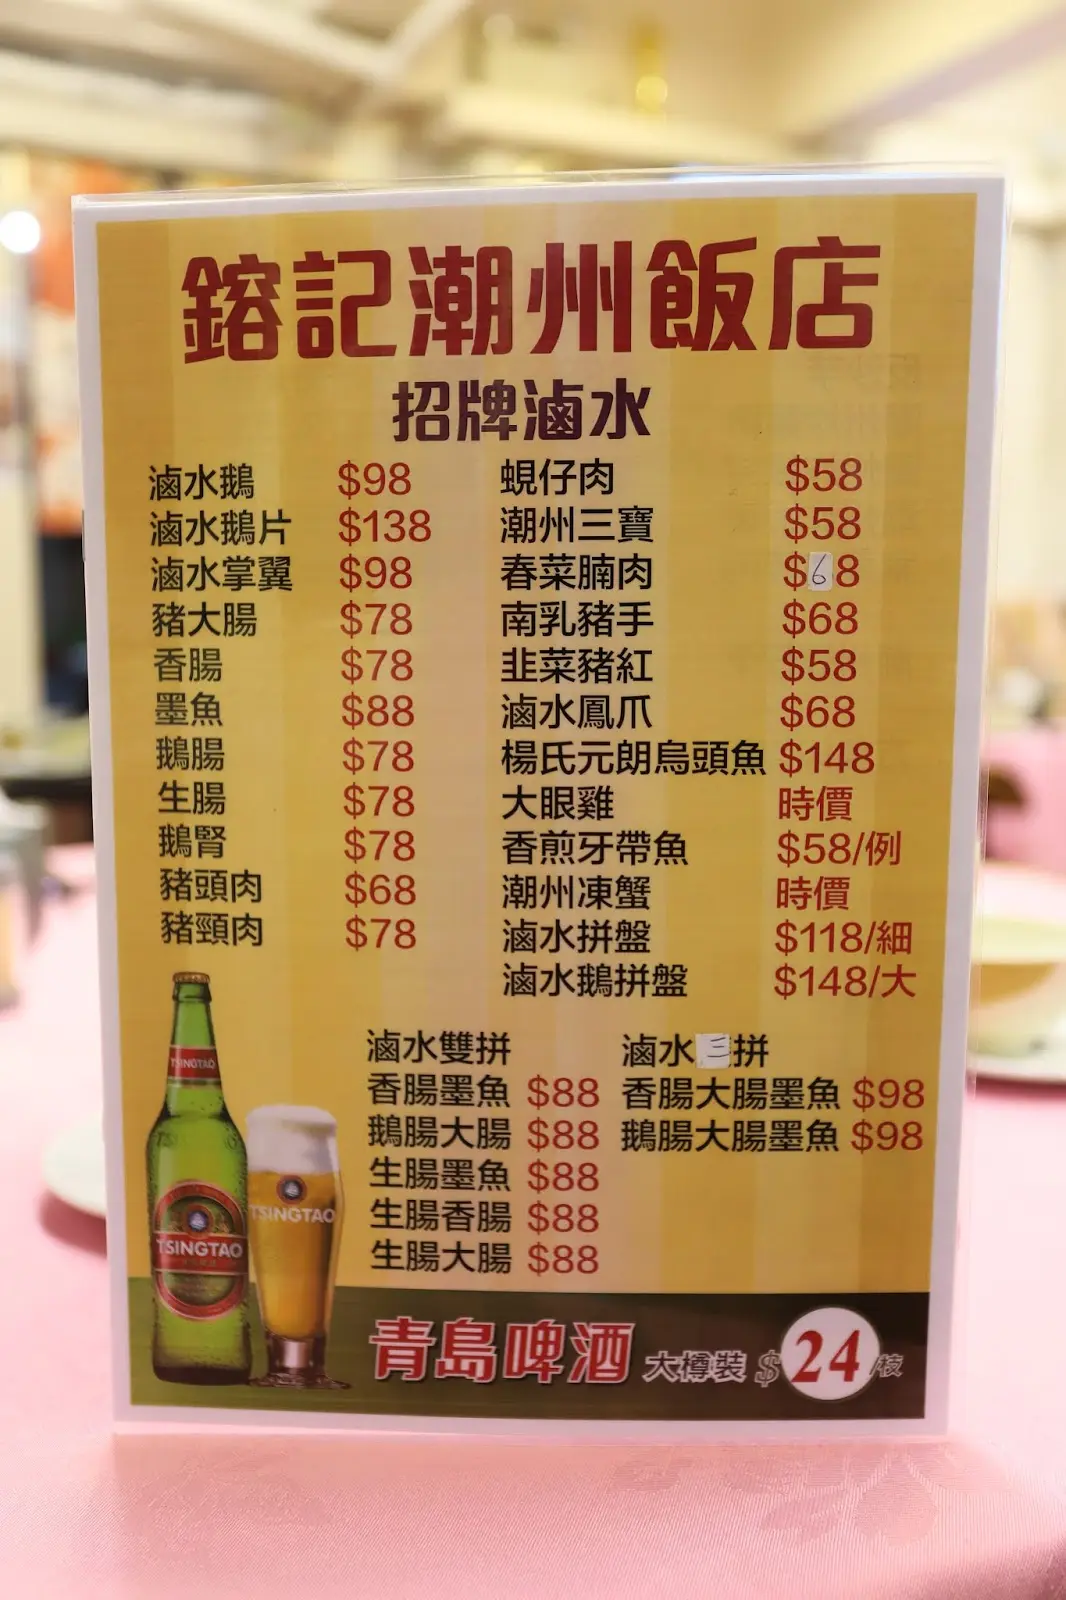 鎔記潮州飯店
招牌滷水
滷水鵝 $98
滷水鵝片 $138
滷水掌翼 $98
豬大腸 $78
香腸 $78
墨魚 $88
鵝腸 $78
生腸 $78
鵝腎 $78
豬頭肉 $68
豬頸肉 $78
蜆仔肉 $58
潮州三寶 $58
春菜腩肉 $68
南乳豬手 $68
韭菜豬紅 $58
滷水鳳爪 $68
楊氏元朗烏頭魚 $148
大眼雞 時價
香煎牙帶魚 $58/例
潮州凍蟹 時價
滷水拼盤 $118/細
滷水鵝拼盤 $148/大
滷水雙拼
香腸墨魚 $88
鵝腸大腸 $88
生腸墨魚 $88
生腸香腸 $88
生腸大腸 $88
滷水三拼
香腸大腸墨魚 $98
鵝腸大腸墨魚 $98
TSINGTAO
TSINGTAO
TSINGTAO
青島啤酒 大樽裝 $24/枝